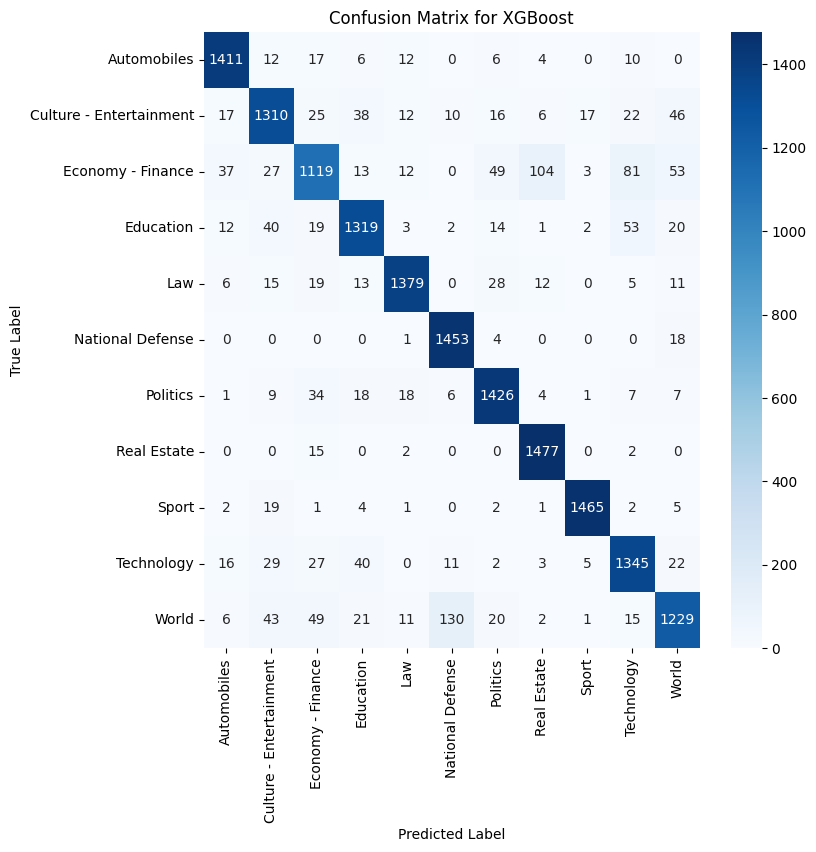 Confusion Matrix for XGBoost
True Label
Automobiles 1411 12 17 6 12 0 6 4 10 0
Culture - Entertainment 17 1310 25 38 12 10 16 6 17 22 46
Economy - Finance 37 27 1119 13 12 0 49 104 3 81 53
Education 12 40 19 1319 3 2 14 1 2 53 20
Law 6 15 19 13 1379 0 28 12 0 5 11
National Defense 0 0 0 0 1 1453 4 0 0 0 18
Politics 1 9 34 18 18 6 1426 4 1 7 7
Real Estate 0 0 15 0 2 0 0 1477 0 2 0
Sport 2 19 1 4 1 0 2 1 1465 2 5
Technology 16 29 27 40 0 11 2 3 5 1345 22
World 6 43 49 21 11 130 20 2 1 15 1229
Automobiles
Culture - Entertainment
Economy - Finance
Education
Law
National Defense
Politics
Real Estate
Sport
Technology
World
Predicted Label
1400
1200
1000
800
600
400
200
0